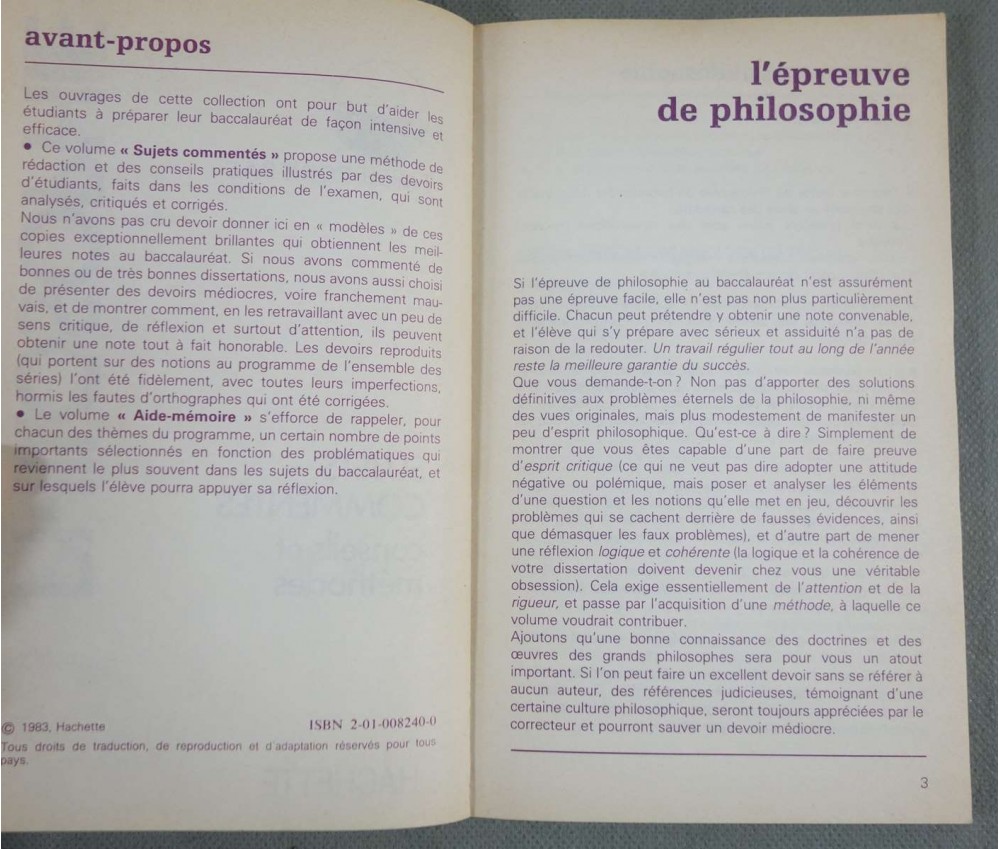 avant-propos
Les ouvrages de cette collection ont pour but d'aider les
étudiants à préparer leur baccalauréat de façon intensive et
efficace.
• Ce volume « Sujets commentés » propose une méthode de
rédaction et des conseils pratiques illustrés par des devoirs
d'étudiants, faits dans les conditions de l'examen, qui sont
analysés, critiqués et corrigés.
Nous n'avons pas cru devoir donner ici en « modèles » de ces
copies exceptionnellement brillantes qui obtiennent les meil-
leures notes au baccalauréat. Si nous avons commenté de
bonnes ou de très bonnes dissertations, nous avons aussi choisi
de présenter des devoirs médiocres, voire franchement mau-
vais, et de montrer comment, en les retravaillant avec un peu de
sens critique, de réflexion et surtout d'attention, ils peuvent
obtenir une note tout à fait honorable. Les devoirs reproduits
(qui portent sur des notions au programme de l'ensemble des
séries) l'ont été fidèlement, avec toutes leurs imperfections,
hormis les fautes d'orthographes qui ont été corrigées.
• Le volume « Aide-mémoire » s'efforce de rappeler, pour
chacun des thèmes du programme, un certain nombre de points
importants sélectionnés en fonction des problématiques qui
reviennent le plus souvent dans les sujets du baccalauréat, et
sur lesquels l'élève pourra appuyer sa réflexion.
© 1983, Hachette
ISBN 2-01-008240-0
Tous droits de traduction, de reproduction et d'adaptation réservés pour tous
pays.
l'épreuve
de philosophie
Si l'épreuve de philosophie au baccalauréat n'est assurément
pas une épreuve facile, elle n'est pas non plus particulièrement
difficile. Chacun peut prétendre y obtenir une note convenable,
et l'élève qui s'y prépare avec sérieux et assiduité n'a pas de
raison de la redouter. Un travail régulier tout au long de l'année
reste la meilleure garantie du succès.
Que vous demande-t-on ? Non pas d'apporter des solutions
définitives aux problèmes éternels de la philosophie, ni même
des vues originales, mais plus modestement de manifester un
peu d'esprit philosophique. Qu'est-ce à dire ? Simplement de
montrer que vous êtes capable d'une part de faire preuve
d'esprit critique (ce qui ne veut pas dire adopter une attitude
négative ou polémique, mais poser et analyser les éléments
d'une question et les notions qu'elle met en jeu, découvrir les
problèmes qui se cachent derrière de fausses évidences, ainsi
que démasquer les faux problèmes), et d'autre part de mener
une réflexion logique et cohérente (la logique et la cohérence de
votre dissertation doivent devenir chez vous une véritable
obsession). Cela exige essentiellement de l'attention et de la
rigueur, et passe par l'acquisition d'une méthode, à laquelle ce
volume voudrait contribuer.
Ajoutons qu'une bonne connaissance des doctrines et des
œuvres des grands philosophes sera pour vous un atout
important. Si l'on peut faire un excellent devoir sans se référer à
aucun auteur, des références judicieuses, témoignant d'une
certaine culture philosophique, seront toujours appréciées par le
correcteur et pourront sauver un devoir médiocre.
3